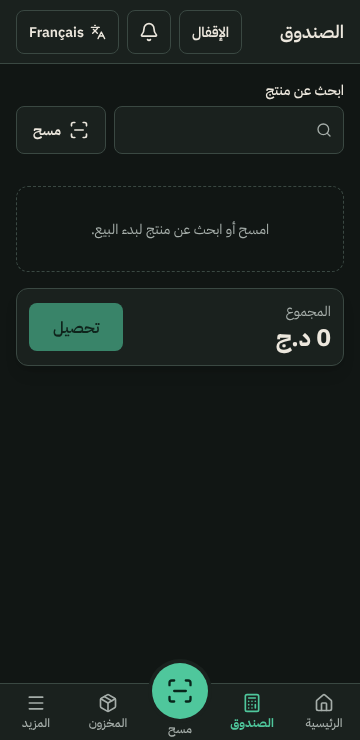 الصندوق
الإقفال
Français
ابحث عن منتج
مسح
امسح أو ابحث عن منتج لبدء البيع.
المجموع
0 د.ج
تحصيل
الرئيسية
الصندوق
مسح
المخزون
المزيد